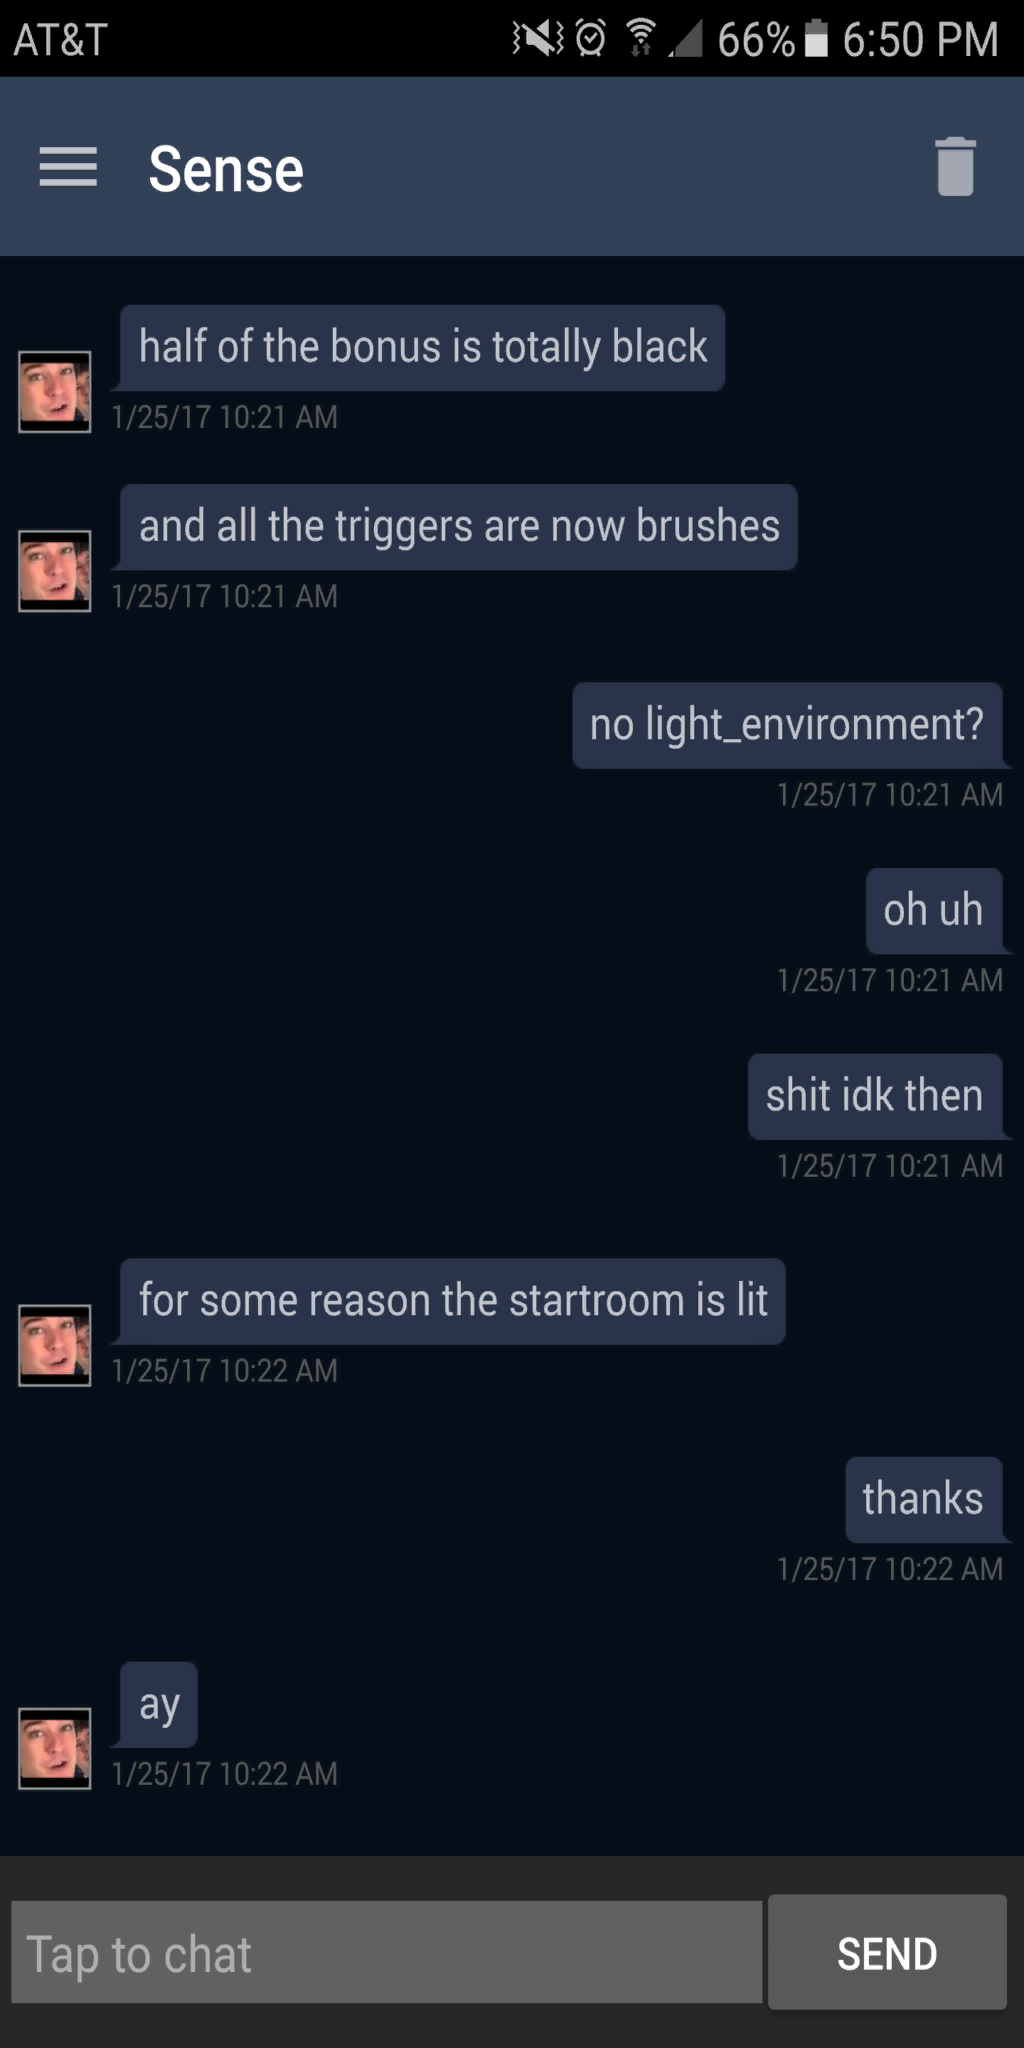 AT&T 66% 6:50 PM
Sense
half of the bonus is totally black
1/25/17 10:21 AM
and all the triggers are now brushes
1/25/17 10:21 AM
no light_environment?
1/25/17 10:21 AM
oh uh
1/25/17 10:21 AM
shit idk then
1/25/17 10:21 AM
for some reason the startroom is lit
1/25/17 10:22 AM
thanks
1/25/17 10:22 AM
ay
1/25/17 10:22 AM
Tap to chat SEND